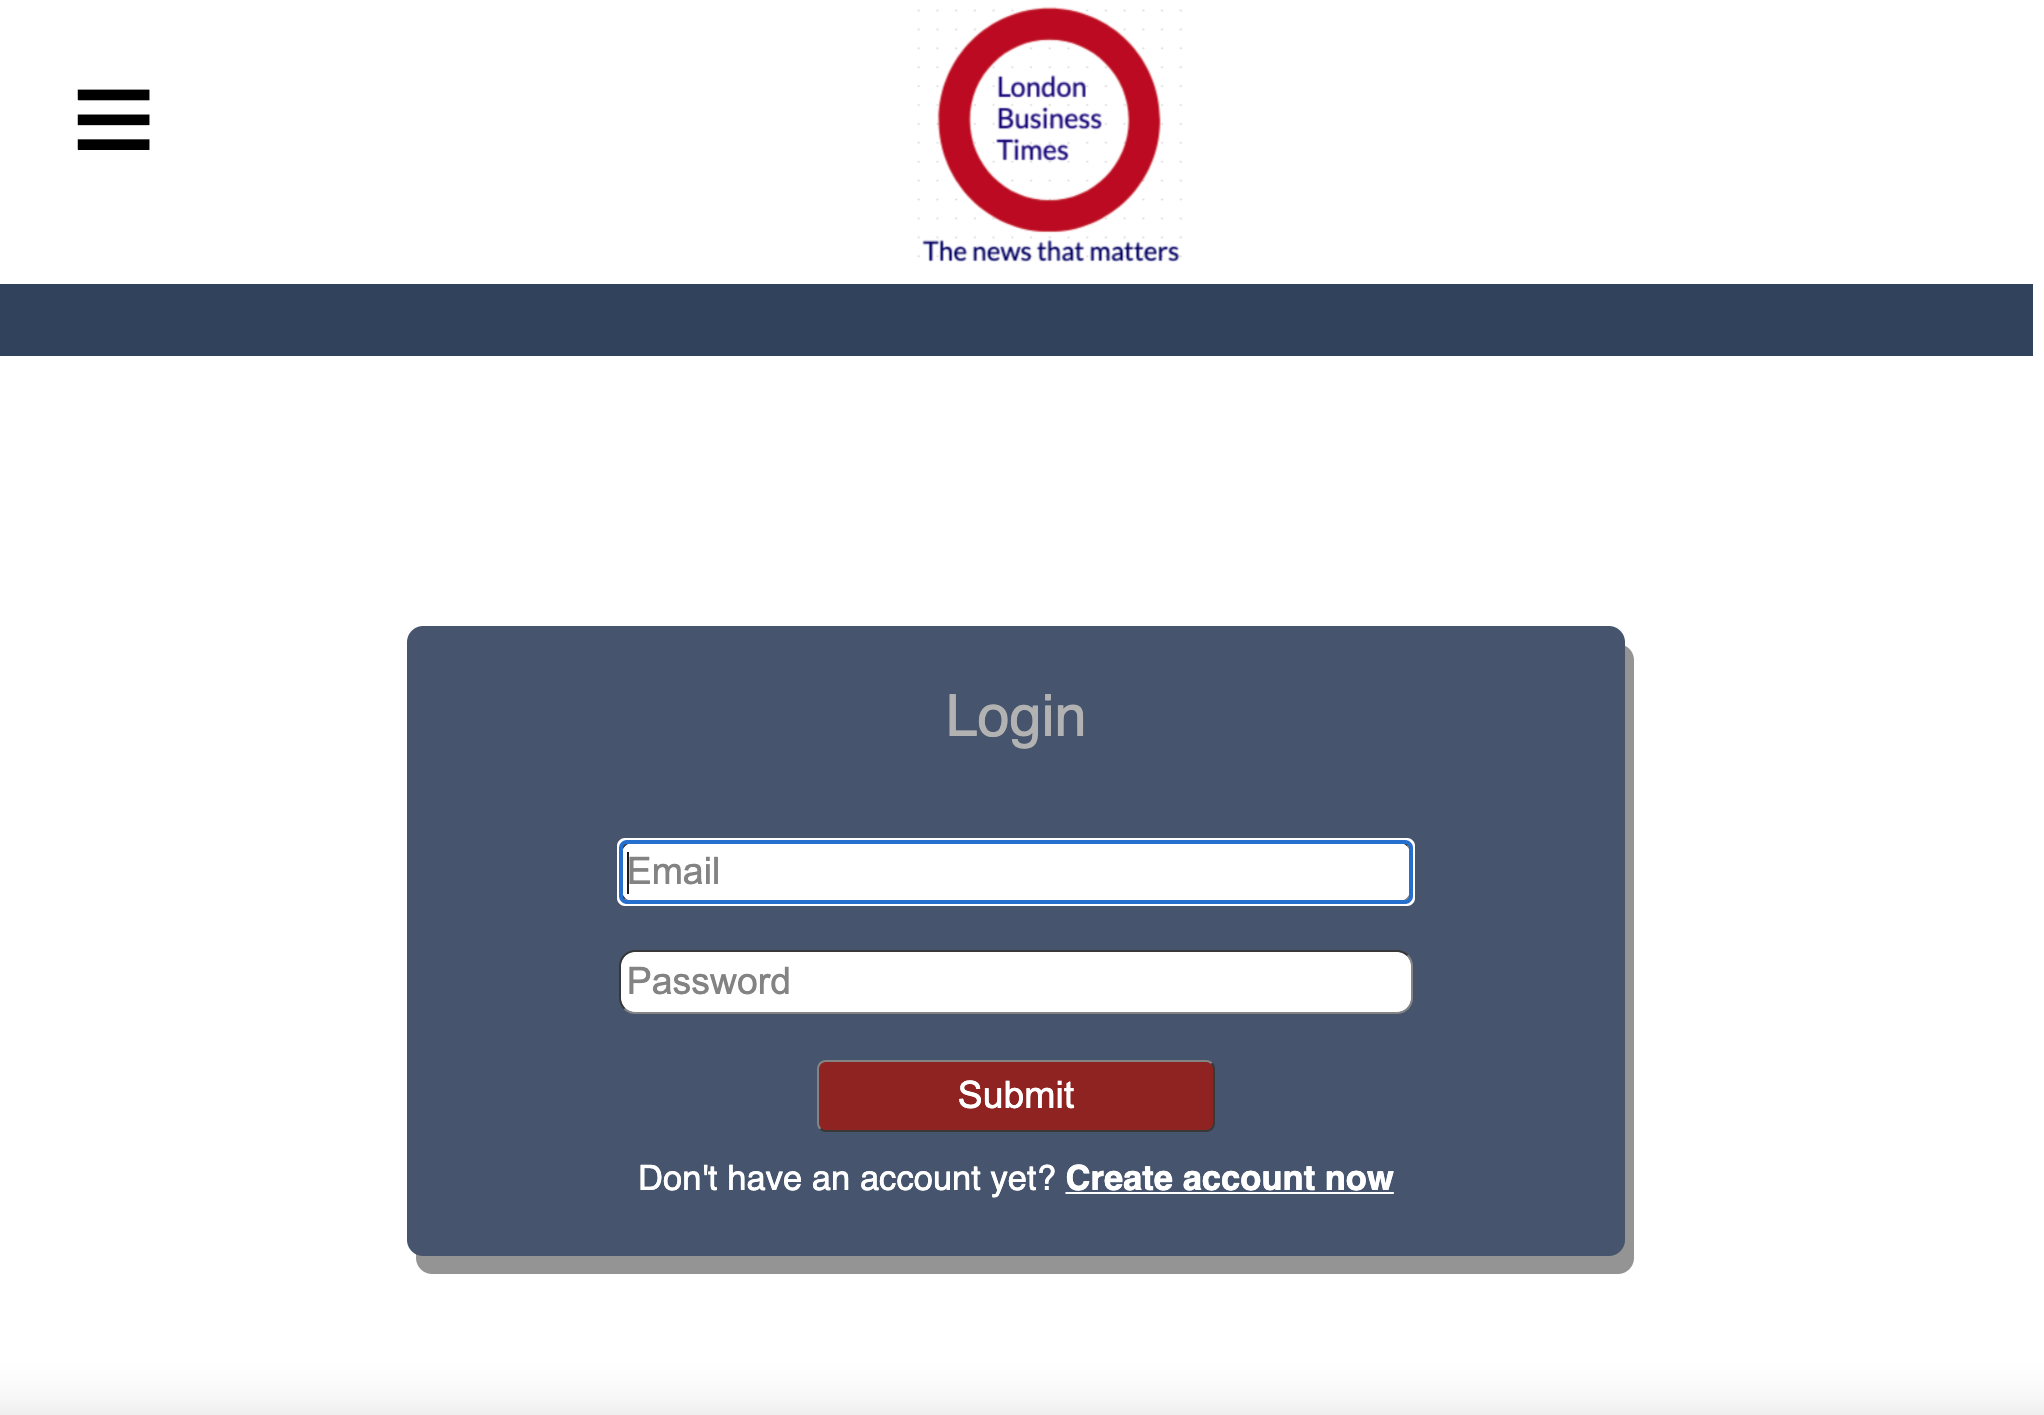 London
Business
Times
The news that matters
Login
Email
Password
Submit
Don't have an account yet? Create account now